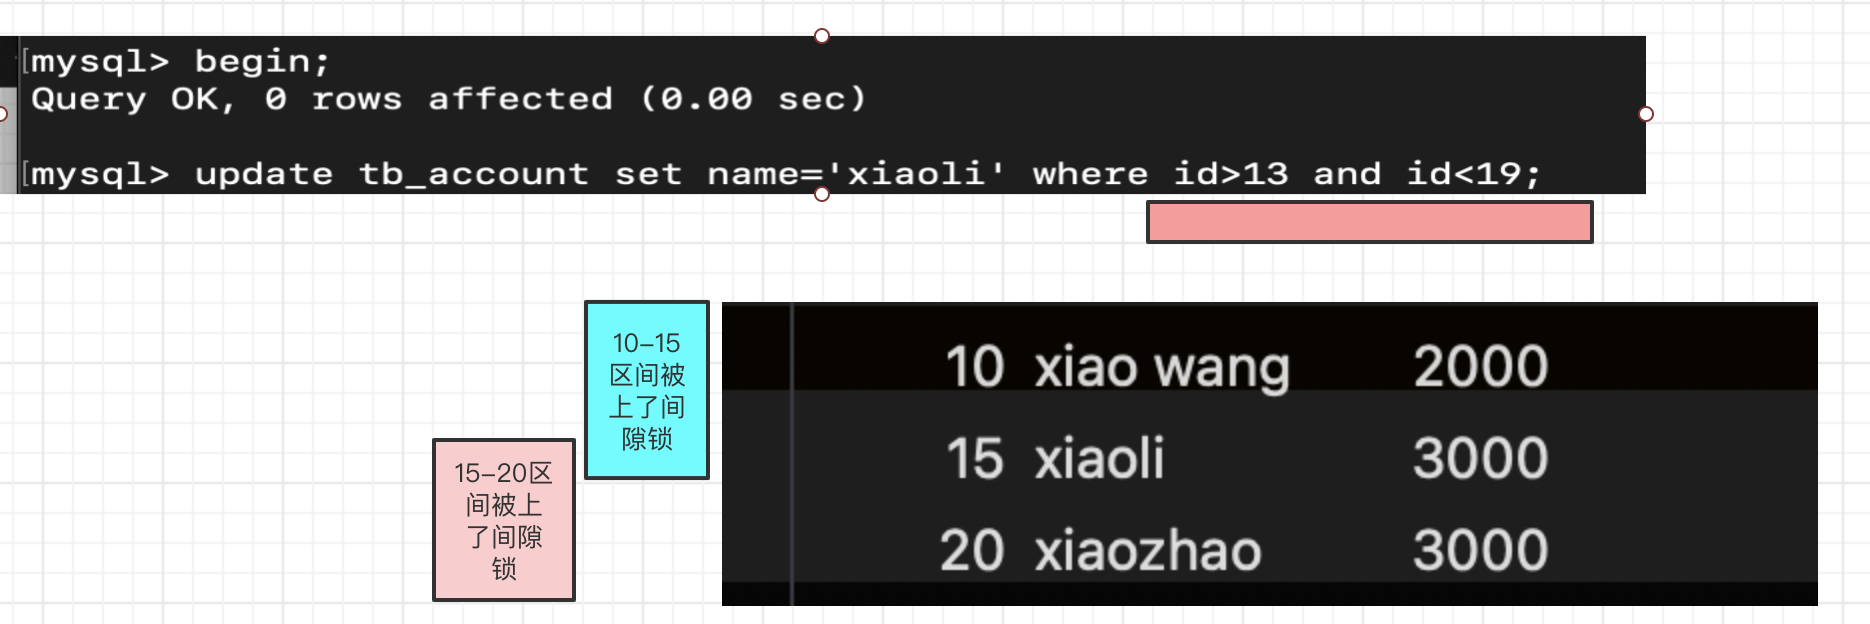 [mysql> begin;
Query OK, 0 rows affected (0.00 sec)
[mysql> update tb_account set name='xiaoli' where id>13 and id<19;
10-15
区间被
上了间
隙锁
15-20区
间被上
了间隙
锁
10 xiao wang 2000
15 xiaoli 3000
20 xiaozhao 3000